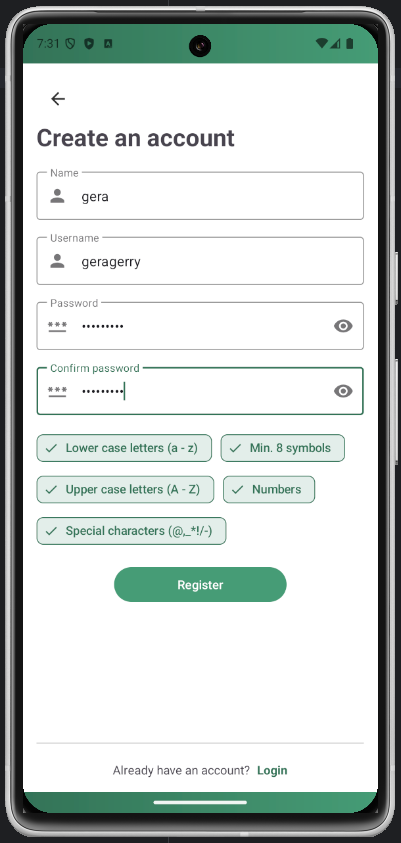 7:31
Create an account
Name
gera
Username
geragerry
Password
•••••••••
Confirm password
•••••••••
Lower case letters (a - z)
Min. 8 symbols
Upper case letters (A - Z)
Numbers
Special characters (@,_*!/-)
Register
Already have an account? Login